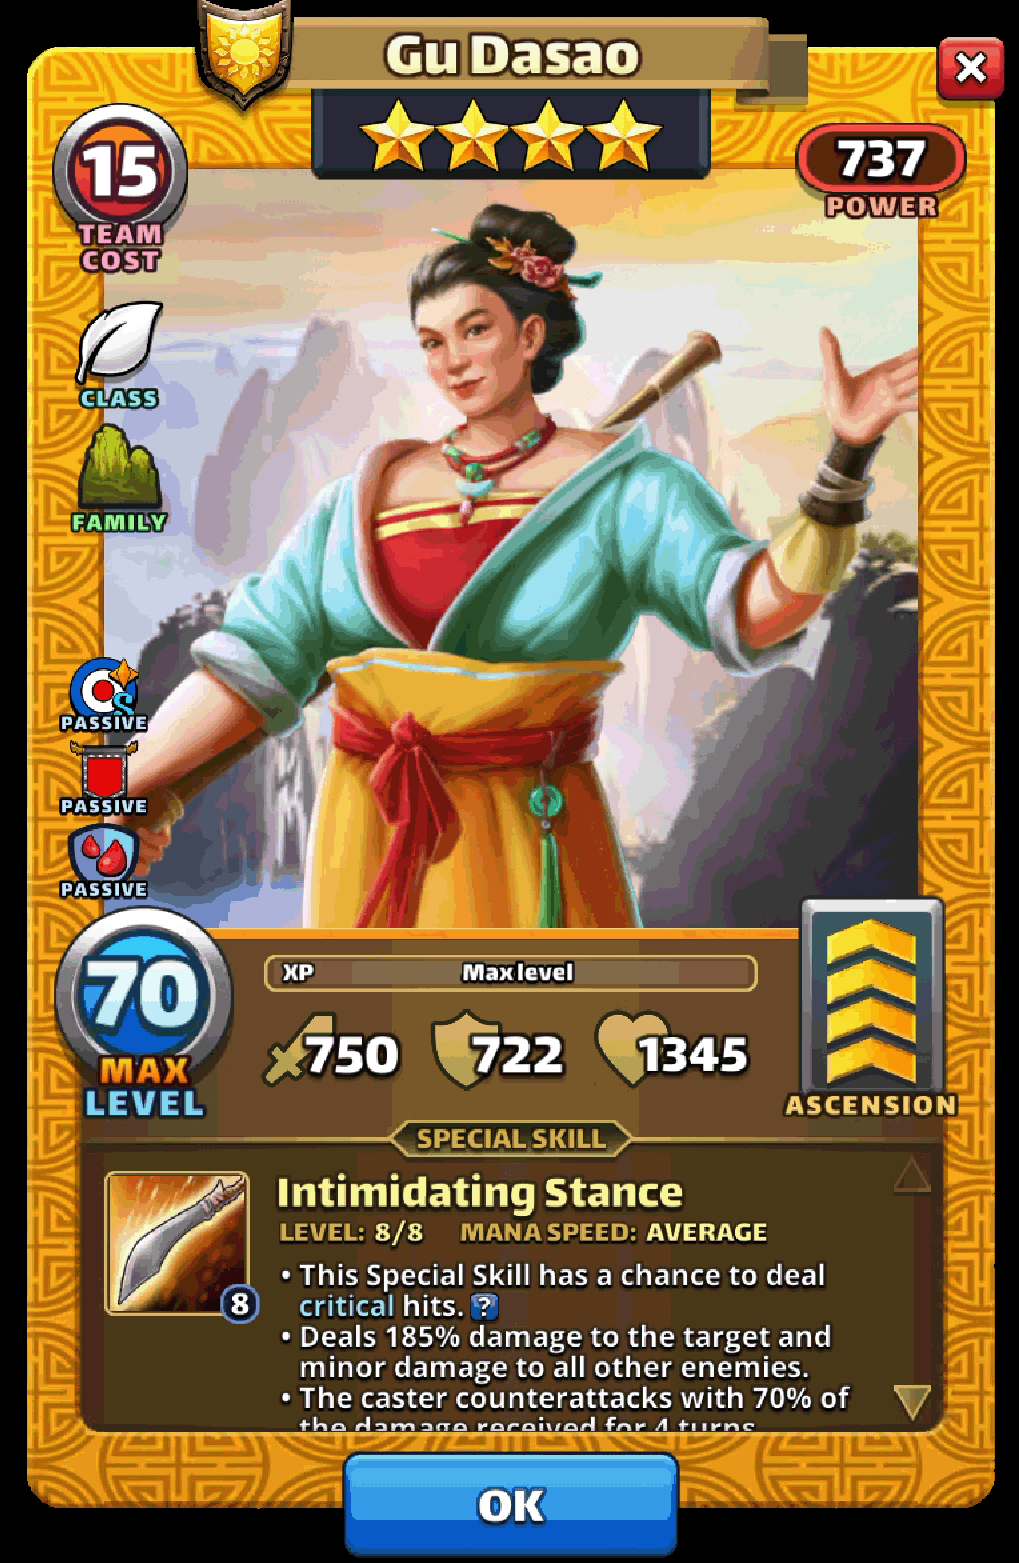 Gu Dasao
15
TEAM
COST
737
POWER
CLASS
FAMILY
PASSIVE
PASSIVE
PASSIVE
70
MAX
LEVEL
XP Max level
750 722 1345
ASCENSION
SPECIAL SKILL
Intimidating Stance
LEVEL: 8/8 MANA SPEED: AVERAGE
8
• This Special Skill has a chance to deal
critical hits. ?
• Deals 185% damage to the target and
minor damage to all other enemies.
• The caster counterattacks with 70% of
the damage received for 4 turns
OK